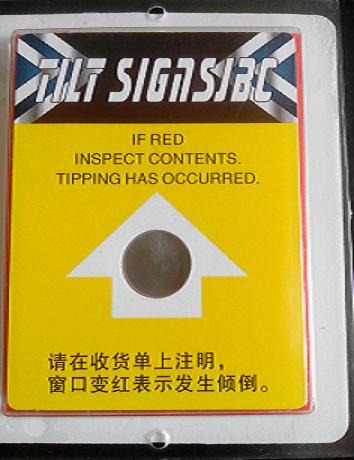 TILT SIGNSJBC
IF RED
INSPECT CONTENTS.
TIPPING HAS OCCURRED.
请在收货单上注明，
窗口变红表示发生倾倒。